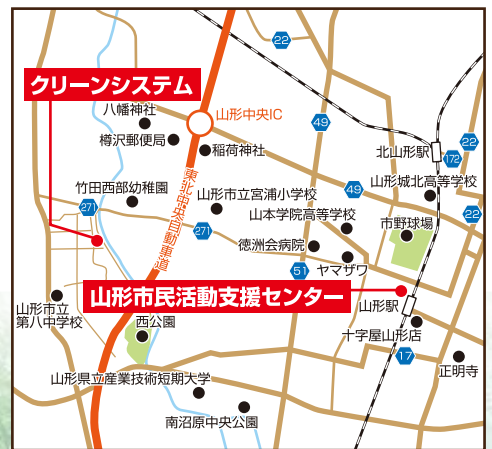 22
クリーンシステム
八幡神社
山形中央IC
49
樽沢郵便局
稲荷神社
北山形駅
22
172
東北中央自動車道
竹田西部幼稚園
山形市立宮浦小学校
49
山形城北高等学校
271
山本学院高等学校
22
271
市野球場
徳洲会病院
51
ヤマザワ
山形市民活動支援センター
山形市立
第八中学校
山形駅
西公園
十字屋山形店
17
正明寺
山形県立産業技術短期大学
南沼原中央公園